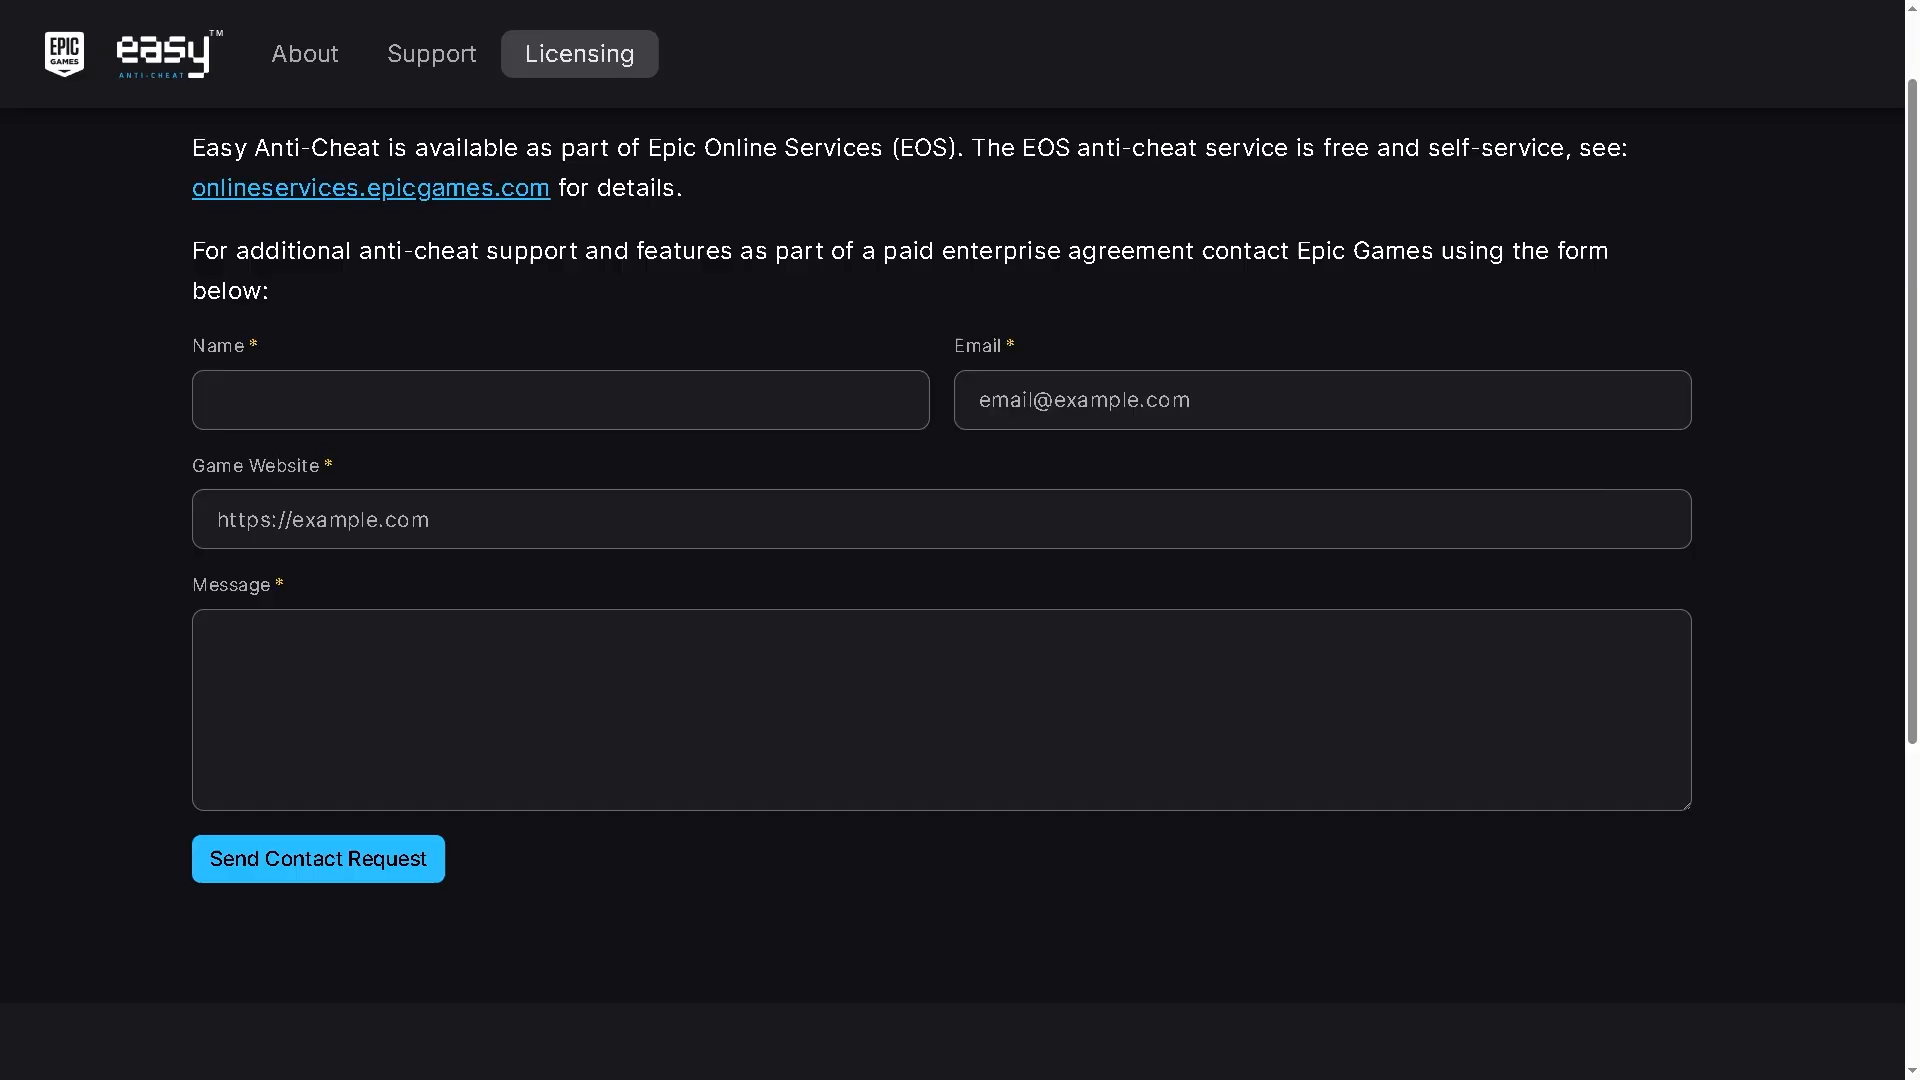 EPIC
GAMES
easy™
ANTI-CHEAT
About
Support
Licensing
Easy Anti-Cheat is available as part of Epic Online Services (EOS). The EOS anti-cheat service is free and self-service, see:
onlineservices.epicgames.com for details.
For additional anti-cheat support and features as part of a paid enterprise agreement contact Epic Games using the form
below:
Name *
Email *
email@example.com
Game Website *
https://example.com
Message *
Send Contact Request